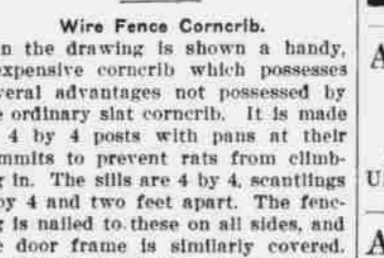 Wire Fence Corncrib.
n the drawing is shown a handy,
expensive corncrib which possesses
veral advantages not possessed by
e ordinary slat corncrib. It is made
4 by 4 posts with pans at their
mmits to prevent rats from climb-
g in. The sills are 4 by 4, scantlings
by 4 and two feet apart. The fenc-
g is nailed to these on all sides, and
e door frame is similarly covered.
A
U
A